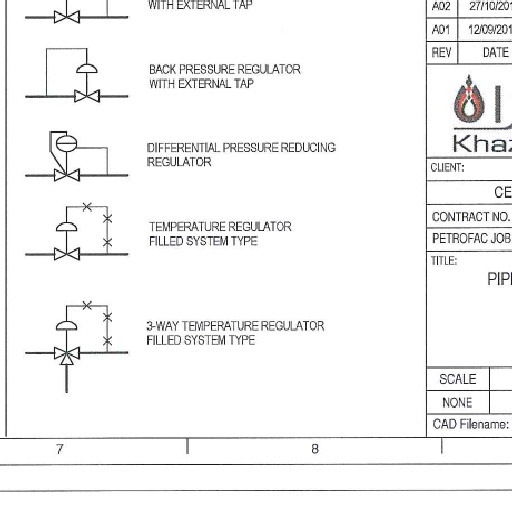 WITH EXTERNAL TAP
BACK PRESSURE REGULATOR
WITH EXTERNAL TAP
DIFFERENTIAL PRESSURE REDUCING
REGULATOR
TEMPERATURE REGULATOR
FILLED SYSTEM TYPE
3-WAY TEMPERATURE REGULATOR
FILLED SYSTEM TYPE
7
8
A02 27/10/201
A01 12/09/201
REV DATE
Khaz
CLIENT:
CE
CONTRACT NO.
PETROFAC JOB
TITLE:
PIPI
SCALE
NONE
CAD Filename: